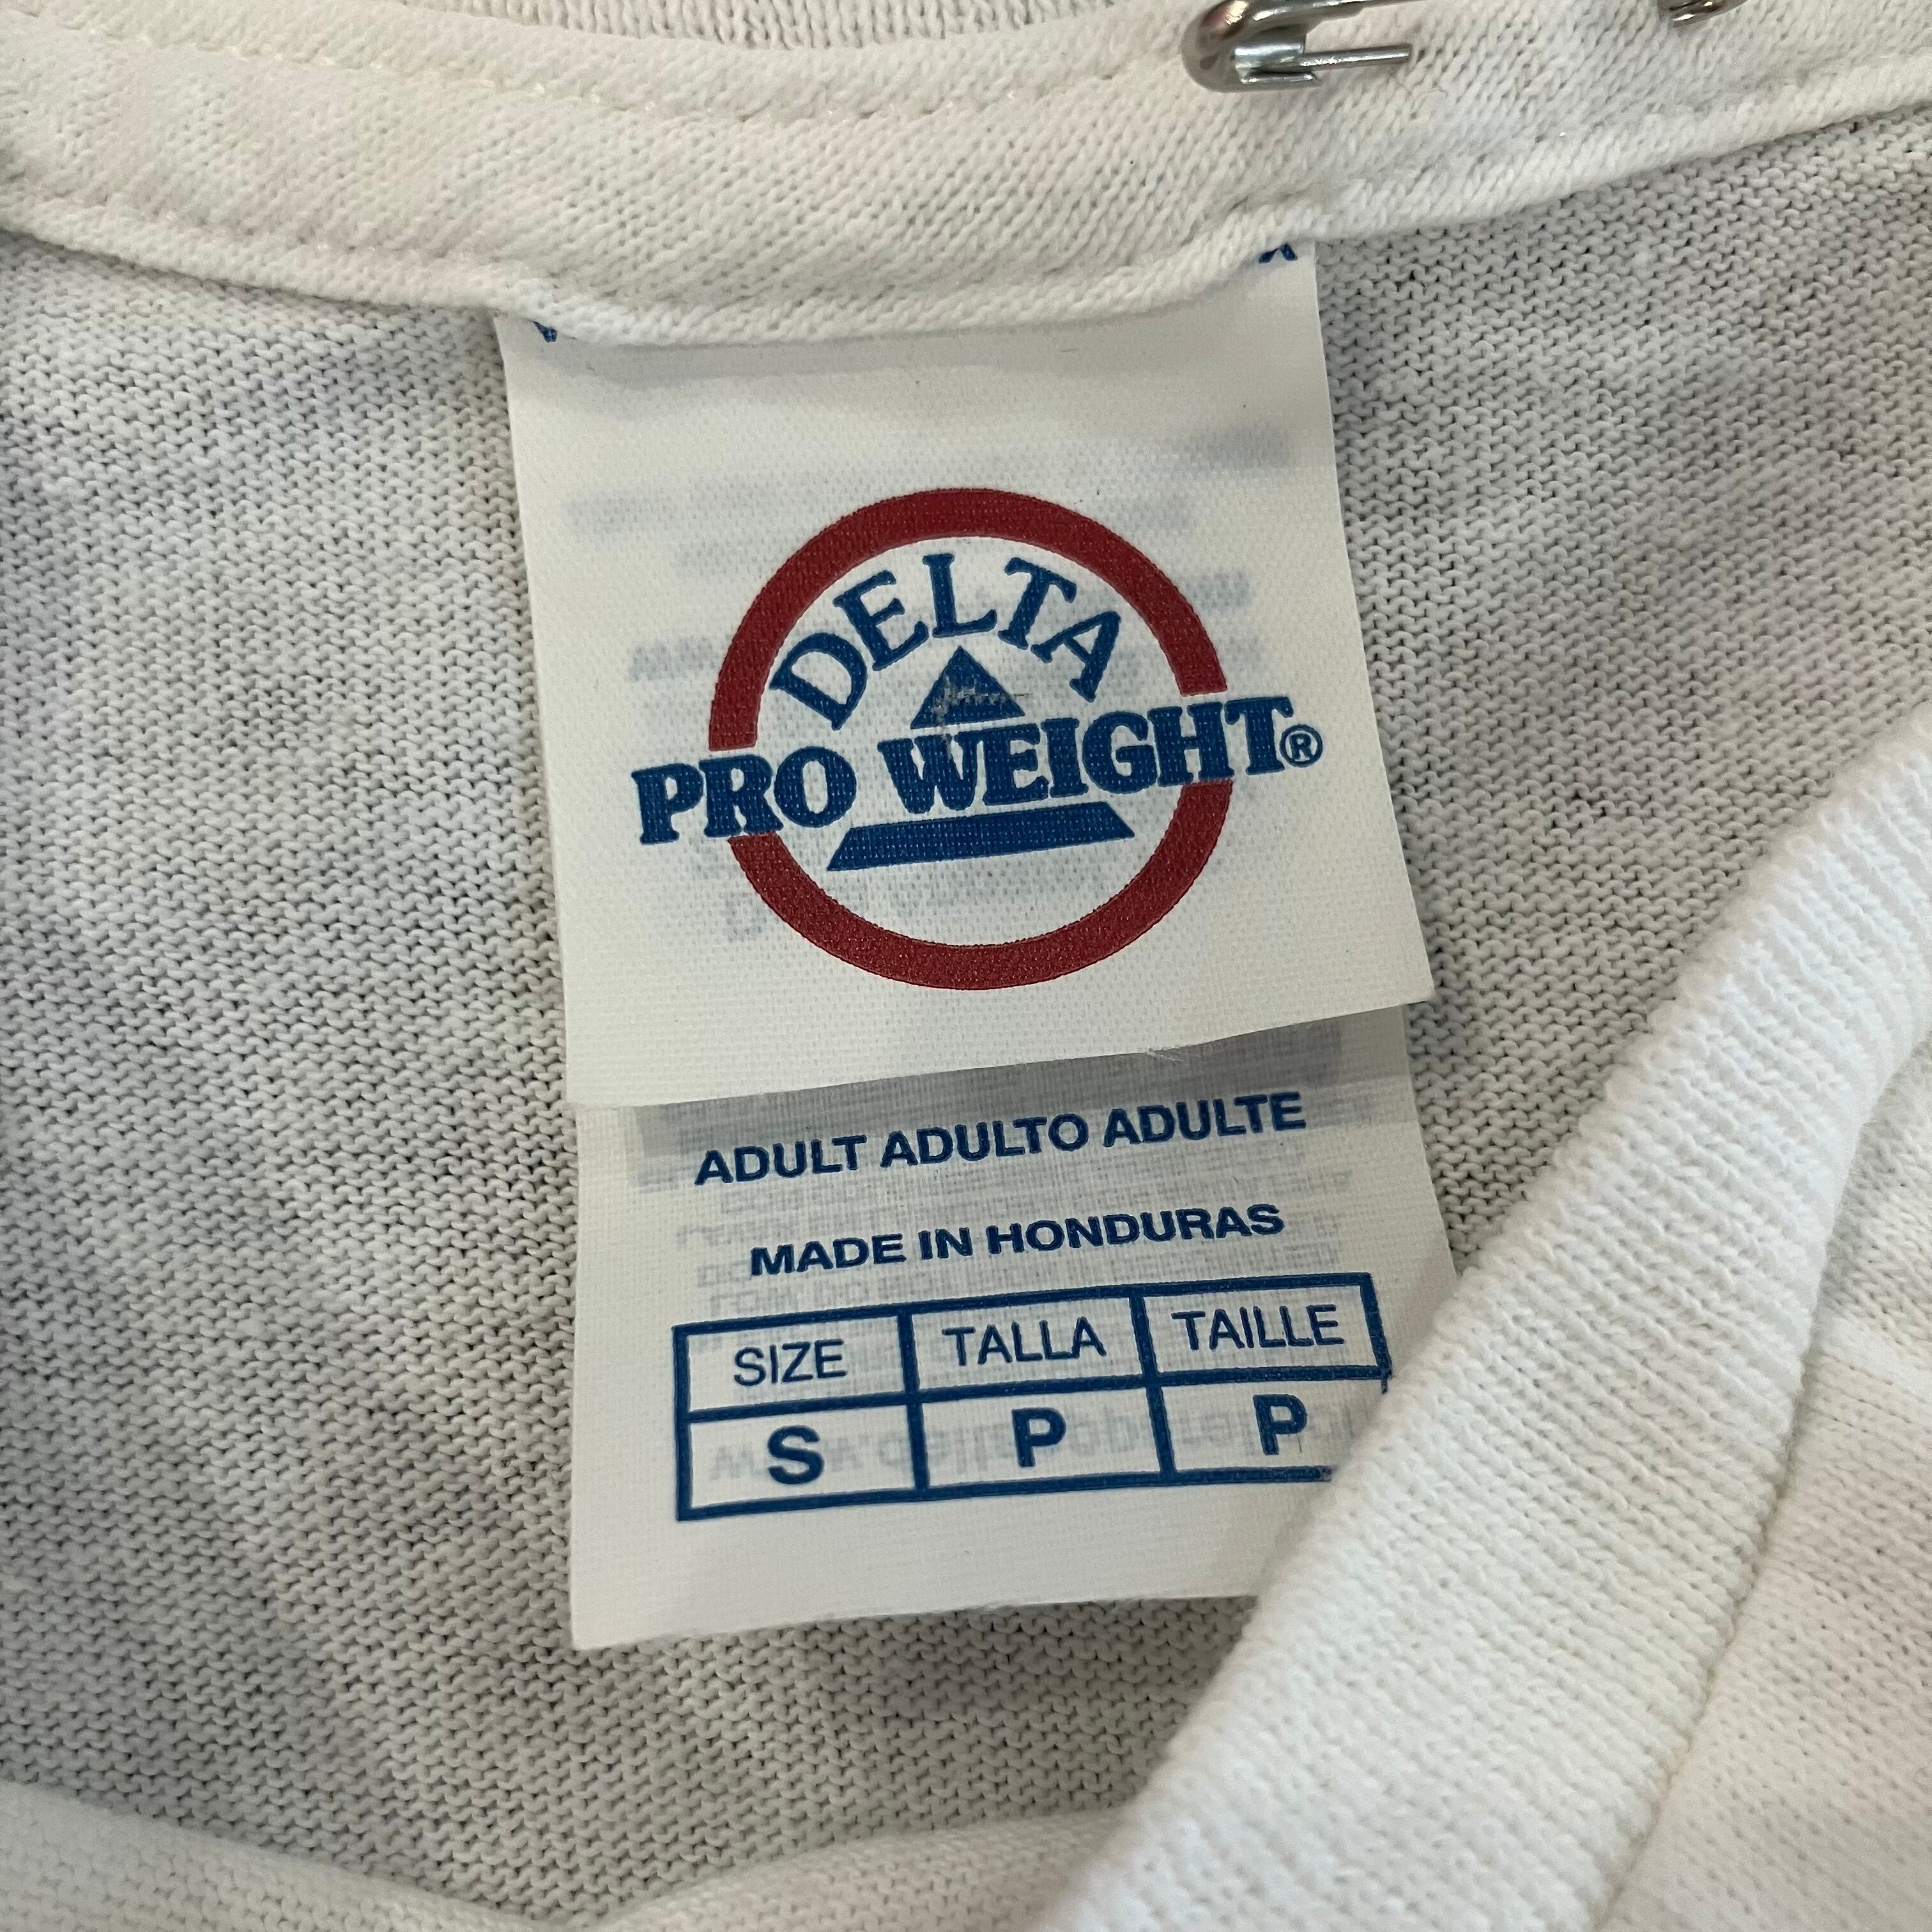 DELTA
PRO WEIGHT®
ADULT ADULTO ADULTE
MADE IN HONDURAS
SIZE TALLA TAILLE
S P P